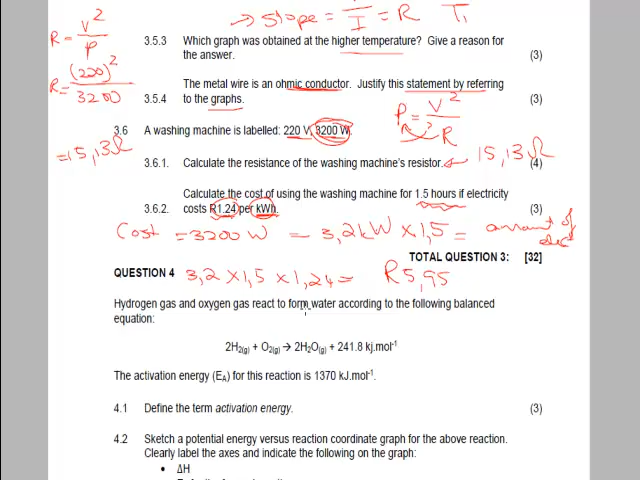 → slope = — = R T₁
I
R = V²
P
3.5.3 Which graph was obtained at the higher temperature? Give a reason for
the answer. (3)
R = (220)²
3200
The metal wire is an ohmic conductor. Justify this statement by referring
3.5.4 to the graphs. (3)
P = V²
R
3.6 A washing machine is labelled: 220 V, 3200 W.
= 15,13Ω
3.6.1. Calculate the resistance of the washing machine's resistor. 15,13Ω (4)
Calculate the cost of using the washing machine for 1.5 hours if electricity
3.6.2. costs R1.24 per kWh. (3)
Cost = 3200 W = 3,2 kW × 1,5 = amount of
elect
TOTAL QUESTION 3: [32]
QUESTION 4 3,2 × 1,5 × 1,24 = R5,95
Hydrogen gas and oxygen gas react to form water according to the following balanced
equation:
2H2(g) + O2(g) → 2H2O(g) + 241.8 kj.mol-1
The activation energy (EA) for this reaction is 1370 kJ.mol-1.
4.1 Define the term activation energy. (3)
4.2 Sketch a potential energy versus reaction coordinate graph for the above reaction.
Clearly label the axes and indicate the following on the graph:
• ΔH